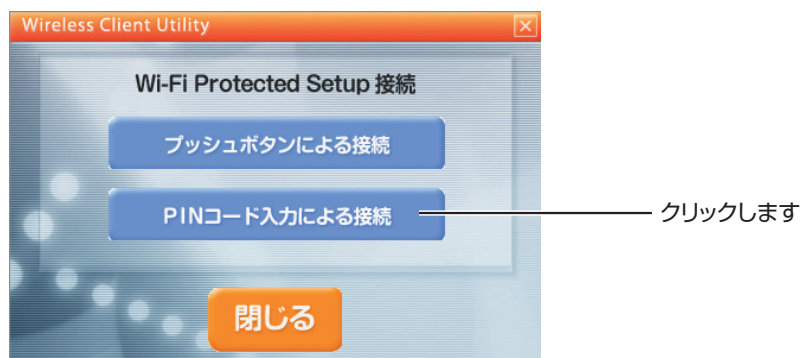 Wireless Client Utility
Wi-Fi Protected Setup 接続
プッシュボタンによる接続
PINコード入力による接続
クリックします
閉じる